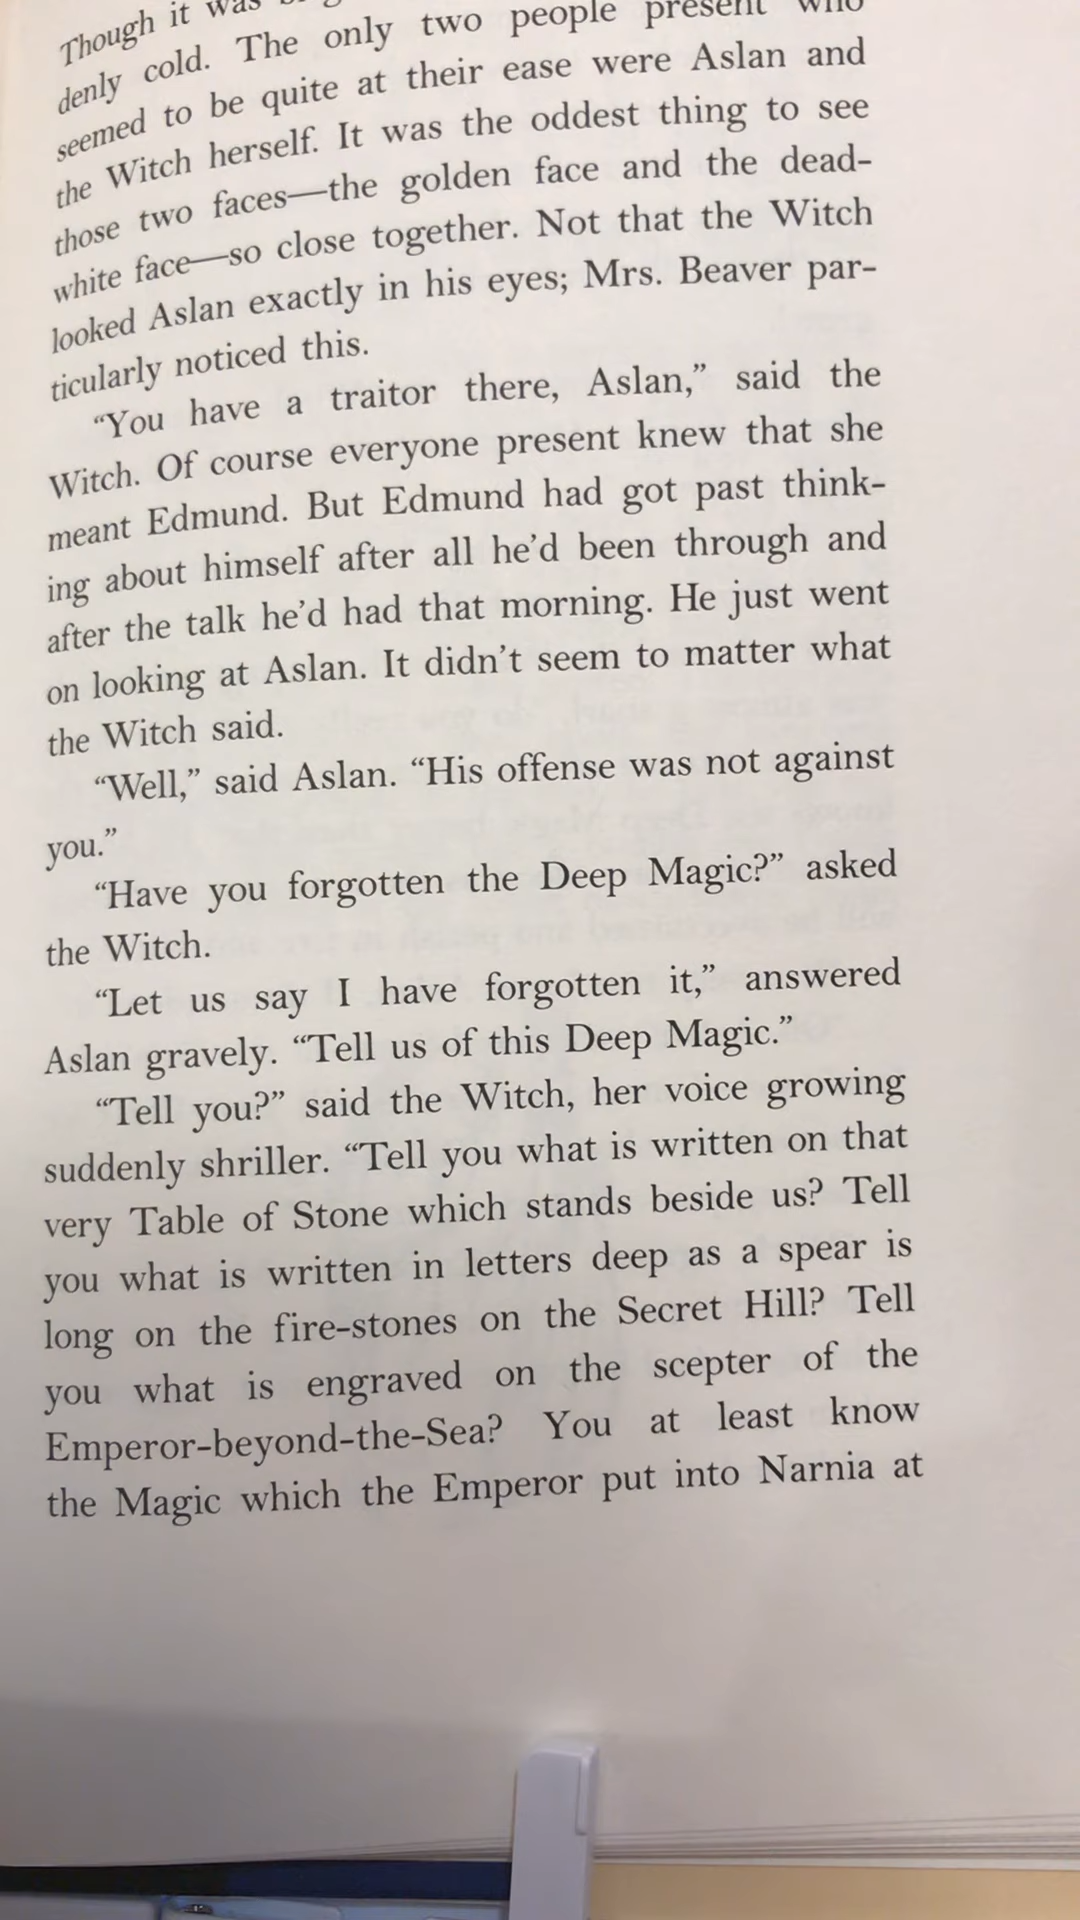 Though it was
denly cold. The only two people present who
seemed to be quite at their ease were Aslan and
the Witch herself. It was the oddest thing to see
those two faces—the golden face and the dead-
white face—so close together. Not that the Witch
looked Aslan exactly in his eyes; Mrs. Beaver par-
ticularly noticed this.
“You have a traitor there, Aslan,” said the
Witch. Of course everyone present knew that she
meant Edmund. But Edmund had got past think-
ing about himself after all he’d been through and
after the talk he’d had that morning. He just went
on looking at Aslan. It didn’t seem to matter what
the Witch said.
“Well,” said Aslan. “His offense was not against
you.”
“Have you forgotten the Deep Magic?” asked
the Witch.
“Let us say I have forgotten it,” answered
Aslan gravely. “Tell us of this Deep Magic.”
“Tell you?” said the Witch, her voice growing
suddenly shriller. “Tell you what is written on that
very Table of Stone which stands beside us? Tell
you what is written in letters deep as a spear is
long on the fire-stones on the Secret Hill? Tell
you what is engraved on the scepter of the
Emperor-beyond-the-Sea? You at least know
the Magic which the Emperor put into Narnia at